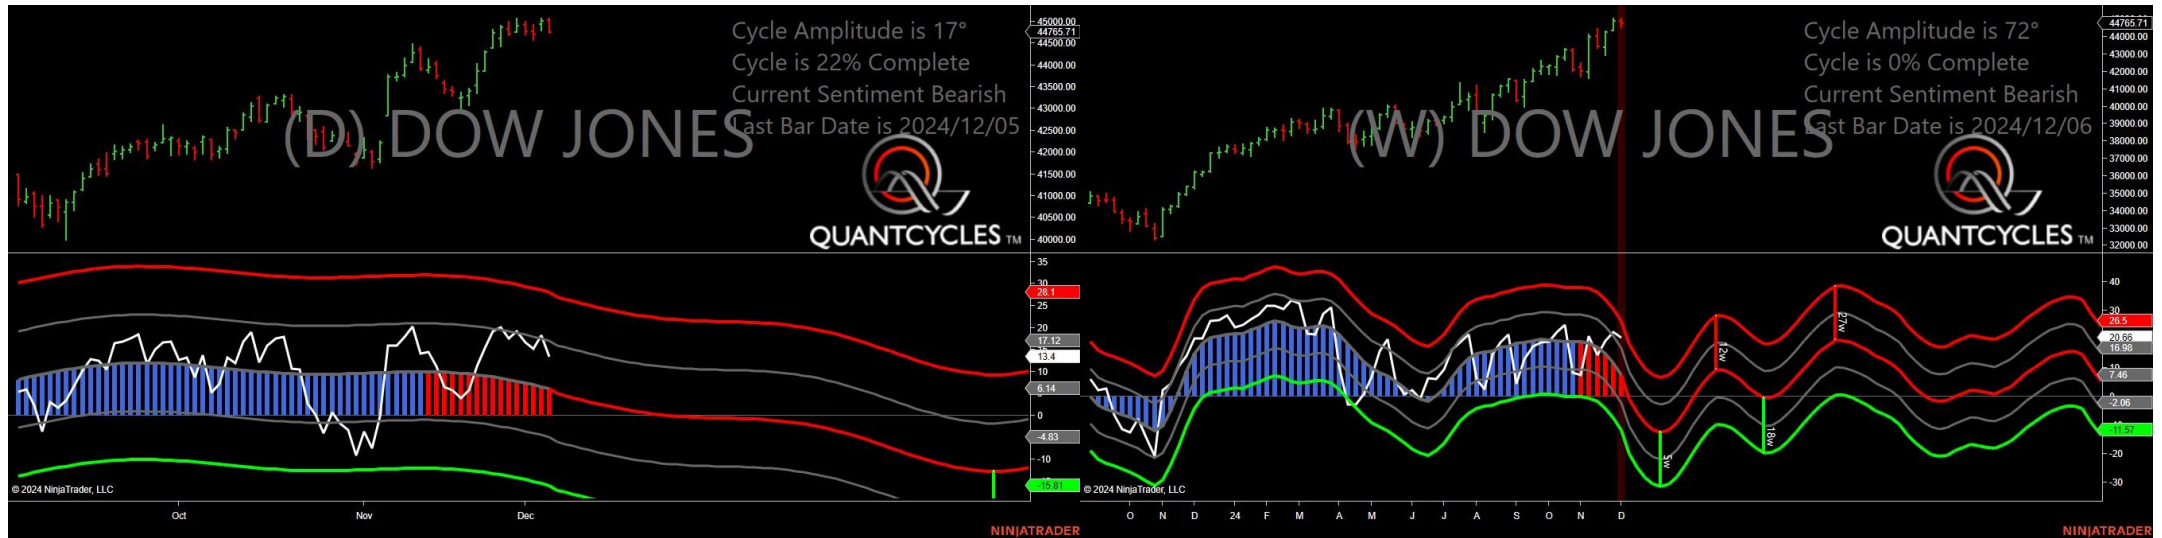 Cycle Amplitude is 17°
Cycle is 22% Complete
Current Sentiment Bearish
Last Bar Date is 2024/12/05
(D) DOW JONES
QUANTCYCLES TM
45000.00
44765.71
44500.00
44000.00
43500.00
43000.00
42500.00
42000.00
41500.00
41000.00
40500.00
40000.00
35
28.1
25
20
17.12
13.4
10
6.14
0
-4.83
-10
-15.81
© 2024 NinjaTrader, LLC
Oct Nov Dec
NINJATRADER
Cycle Amplitude is 72°
Cycle is 0% Complete
Current Sentiment Bearish
Last Bar Date is 2024/12/06
(W) DOW JONES
QUANTCYCLES TM
44765.71
44000.00
43000.00
42000.00
41000.00
40000.00
39000.00
38000.00
37000.00
36000.00
35000.00
34000.00
33000.00
32000.00
40
30
26.5
20.66
16.98
10
7.46
-2.06
-11.57
-20
-30
5w
12w
18w
27w
© 2024 NinjaTrader, LLC
O N D 24 F M A M J J A S O N D
NINJATRADER